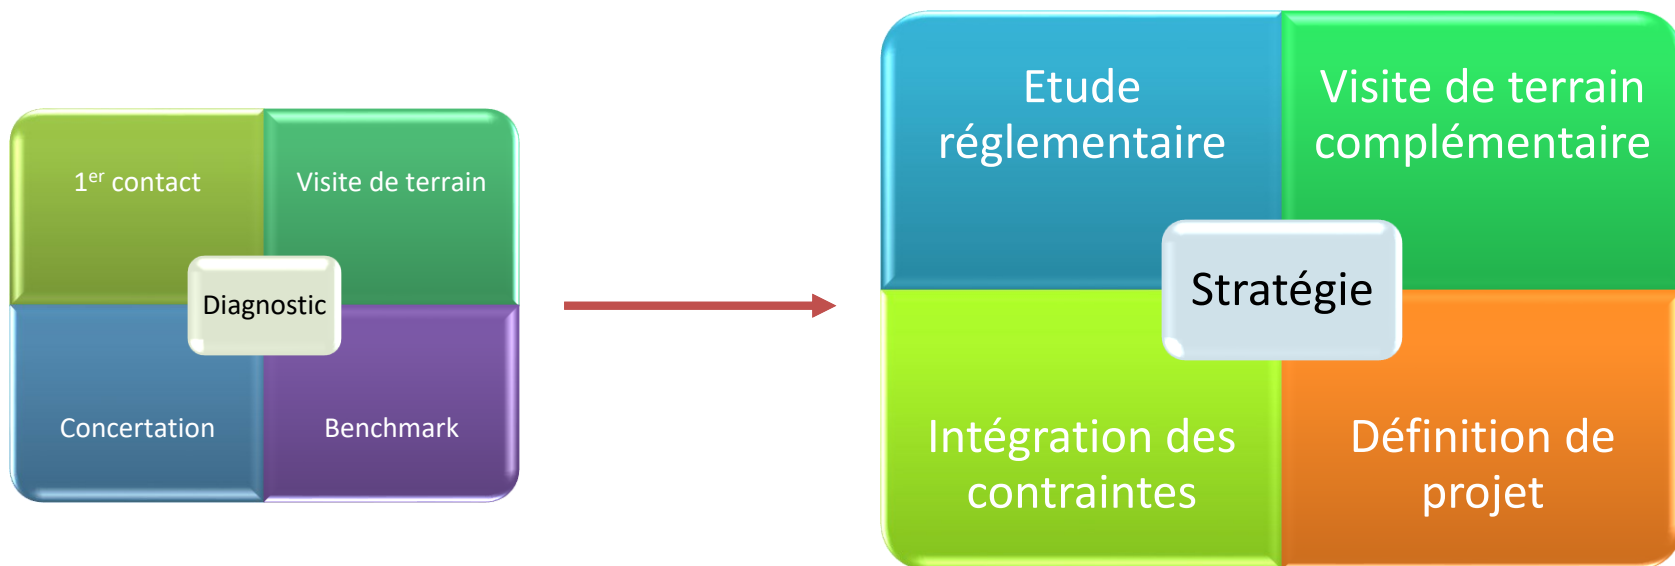 1er contact
Visite de terrain
Diagnostic
Concertation
Benchmark
Etude
réglementaire
Visite de terrain
complémentaire
Stratégie
Intégration des
contraintes
Définition de
projet